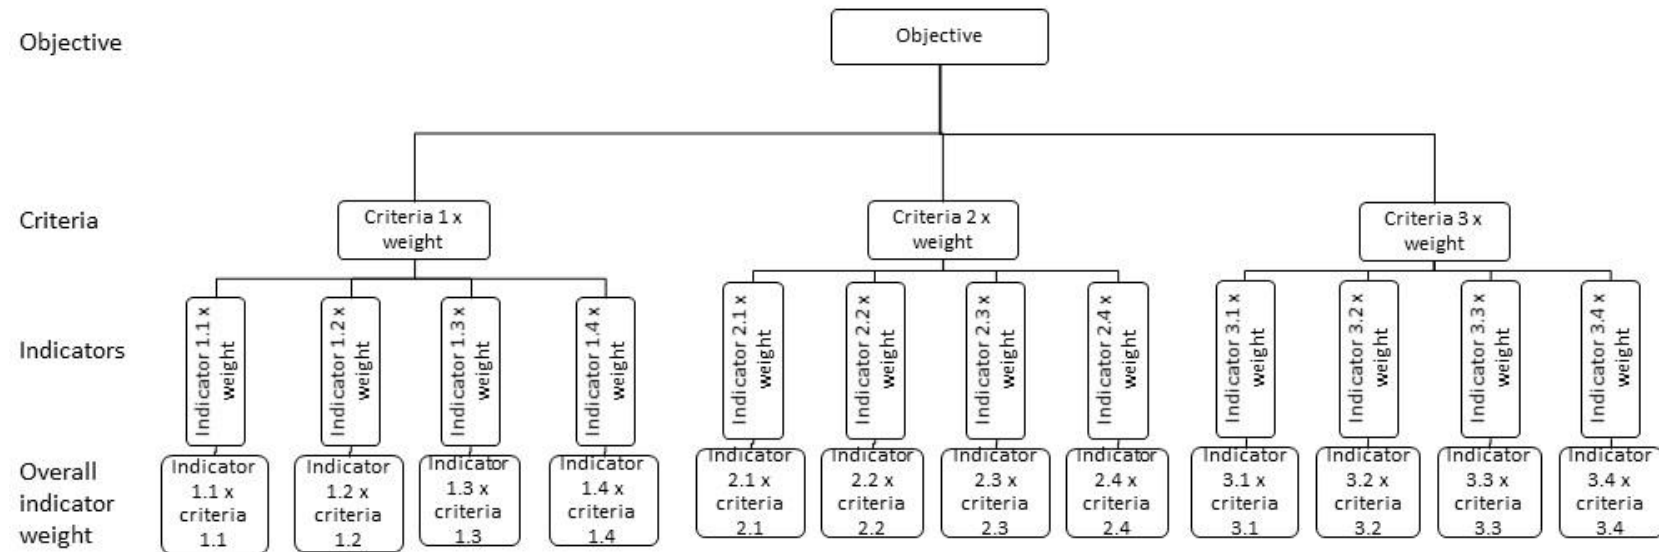 Objective
Objective
Criteria
Criteria 1 x
weight
Criteria 2 x
weight
Criteria 3 x
weight
Indicators
Indicator 1.1 x
weight
Indicator 1.2 x
weight
Indicator 1.3 x
weight
Indicator 1.4 x
weight
Indicator 2.1 x
weight
Indicator 2.2 x
weight
Indicator 2.3 x
weight
Indicator 2.4 x
weight
Indicator 3.1 x
weight
Indicator 3.2 x
weight
Indicator 3.3 x
weight
Indicator 3.4 x
weight
Overall
indicator
weight
Indicator
1.1 x
criteria
1.1
Indicator
1.2 x
criteria
1.2
Indicator
1.3 x
criteria
1.3
Indicator
1.4 x
criteria
1.4
Indicator
2.1 x
criteria
2.1
Indicator
2.2 x
criteria
2.2
Indicator
2.3 x
criteria
2.3
Indicator
2.4 x
criteria
2.4
Indicator
3.1 x
criteria
3.1
Indicator
3.2 x
criteria
3.2
Indicator
3.3 x
criteria
3.3
Indicator
3.4 x
criteria
3.4